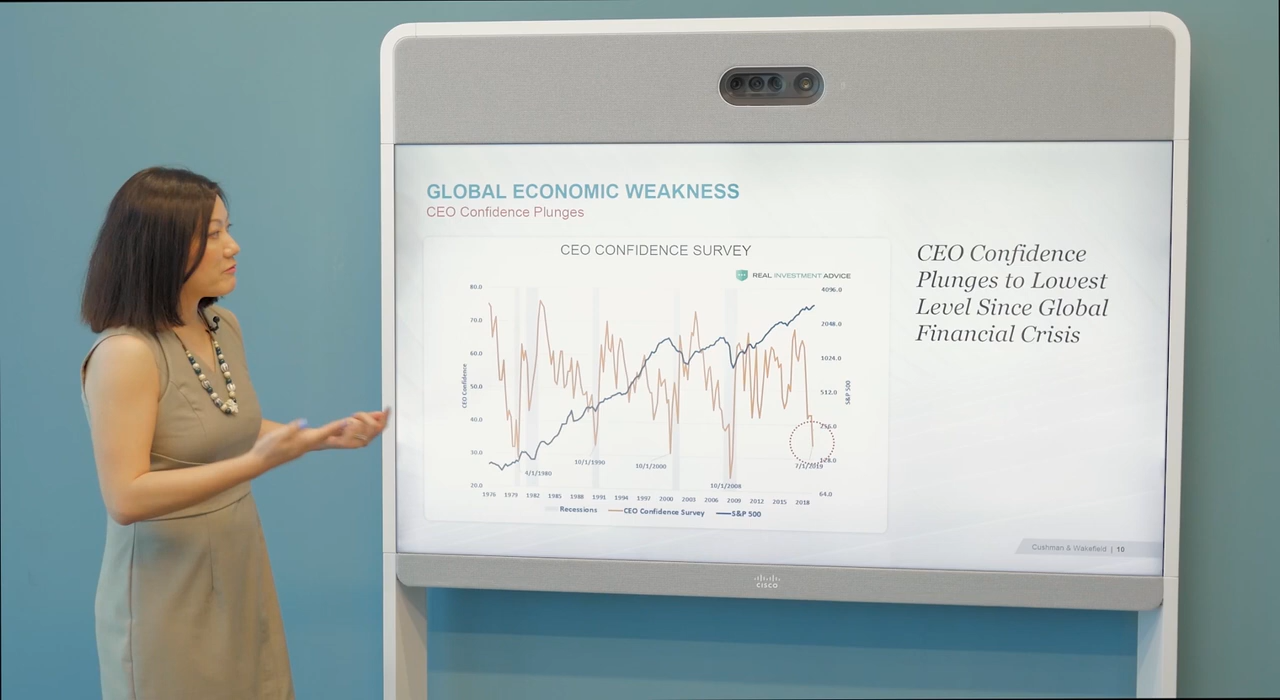 GLOBAL ECONOMIC WEAKNESS
CEO Confidence Plunges
CEO CONFIDENCE SURVEY
REAL INVESTMENT ADVICE
80.0
70.0
60.0
50.0
40.0
30.0
20.0
CEO Confidence
4096.0
2048.0
1024.0
512.0
256.0
128.0
64.0
S&P 500
4/1/1980
10/1/1990
10/1/2000
10/1/2008
7/1/2019
1976 1979 1982 1985 1988 1991 1994 1997 2000 2003 2006 2009 2012 2015 2018
Recessions CEO Confidence Survey S&P 500
CEO Confidence
Plunges to Lowest
Level Since Global
Financial Crisis
Cushman & Wakefield | 10
CISCO